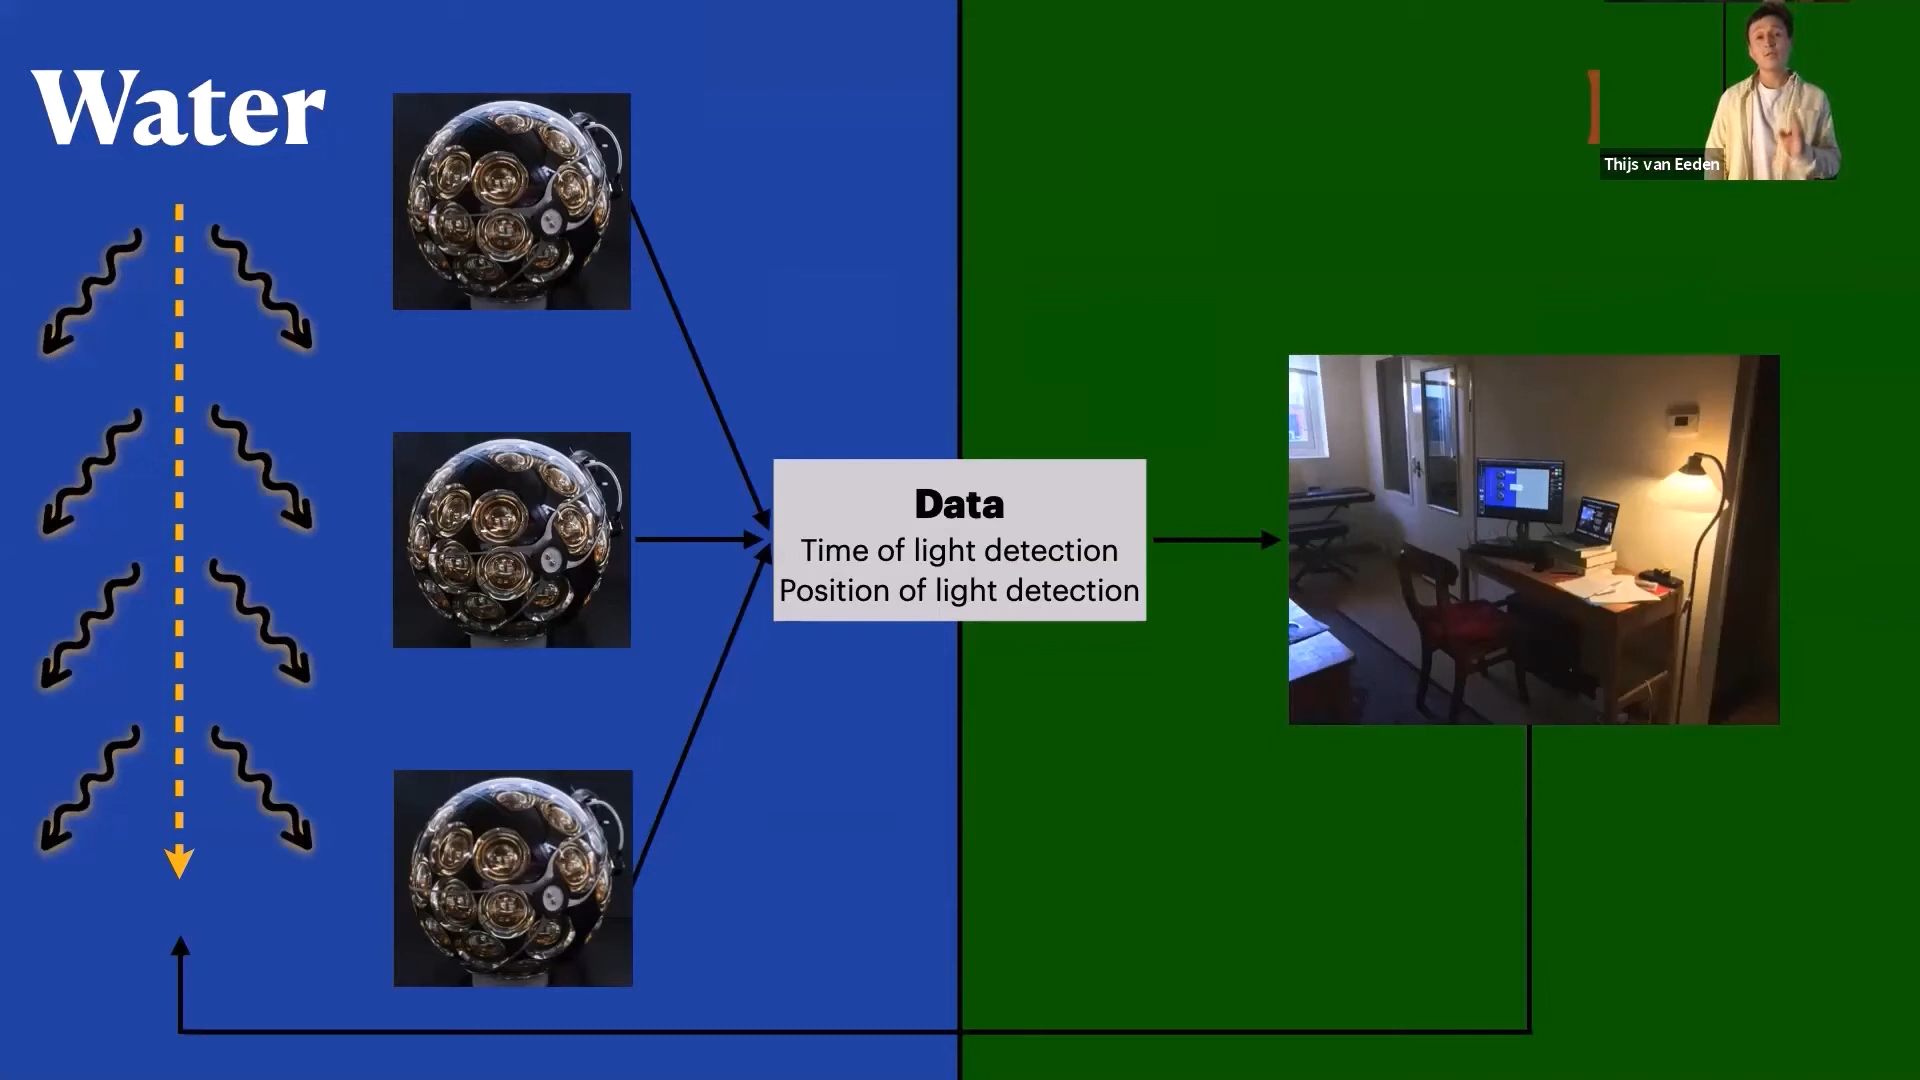 Water
Thijs van Eeden
Data
Time of light detection
Position of light detection